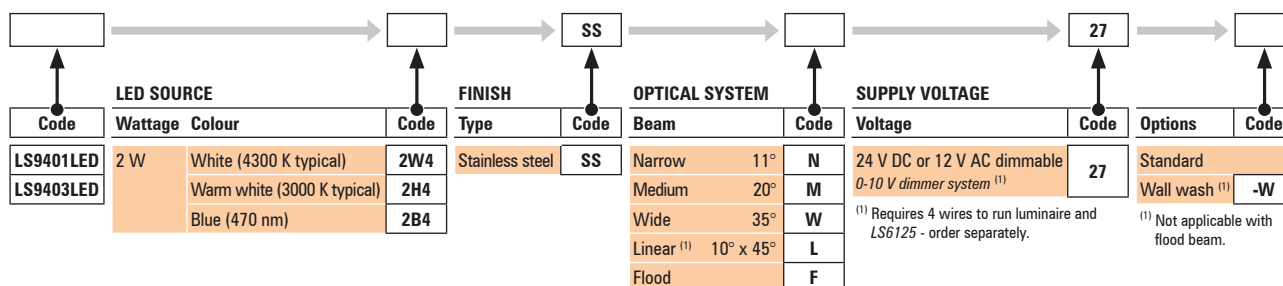 SS 27
LED SOURCE FINISH OPTICAL SYSTEM SUPPLY VOLTAGE
Code Wattage Colour Code Type Code Beam Code Voltage Code Options Code
LS9401LED 2 W White (4300 K typical) 2W4 Stainless steel SS Narrow 11° N 24 V DC or 12 V AC dimmable 27 Standard
0-10 V dimmer system (1)
LS9403LED Warm white (3000 K typical) 2H4 Medium 20° M Wall wash (1) -W
Blue (470 nm) 2B4 Wide 35° W (1) Requires 4 wires to run luminaire and (1) Not applicable with
LS6125 - order separately. flood beam.
Linear (1) 10° x 45° L
Flood F